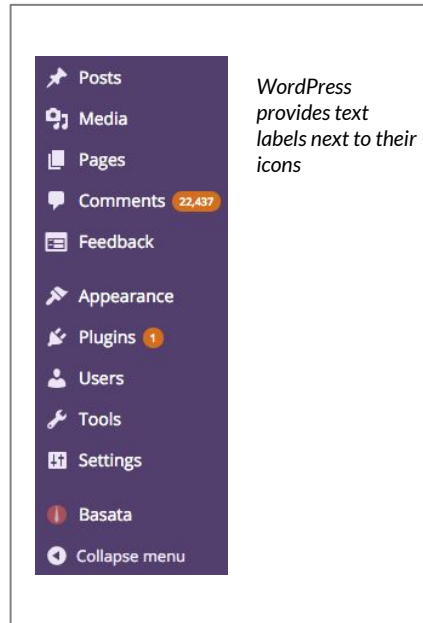 Posts
Media
Pages
Comments 22,437
Feedback
Appearance
Plugins 1
Users
Tools
Settings
Basata
Collapse menu
WordPress
provides text
labels next to their
icons